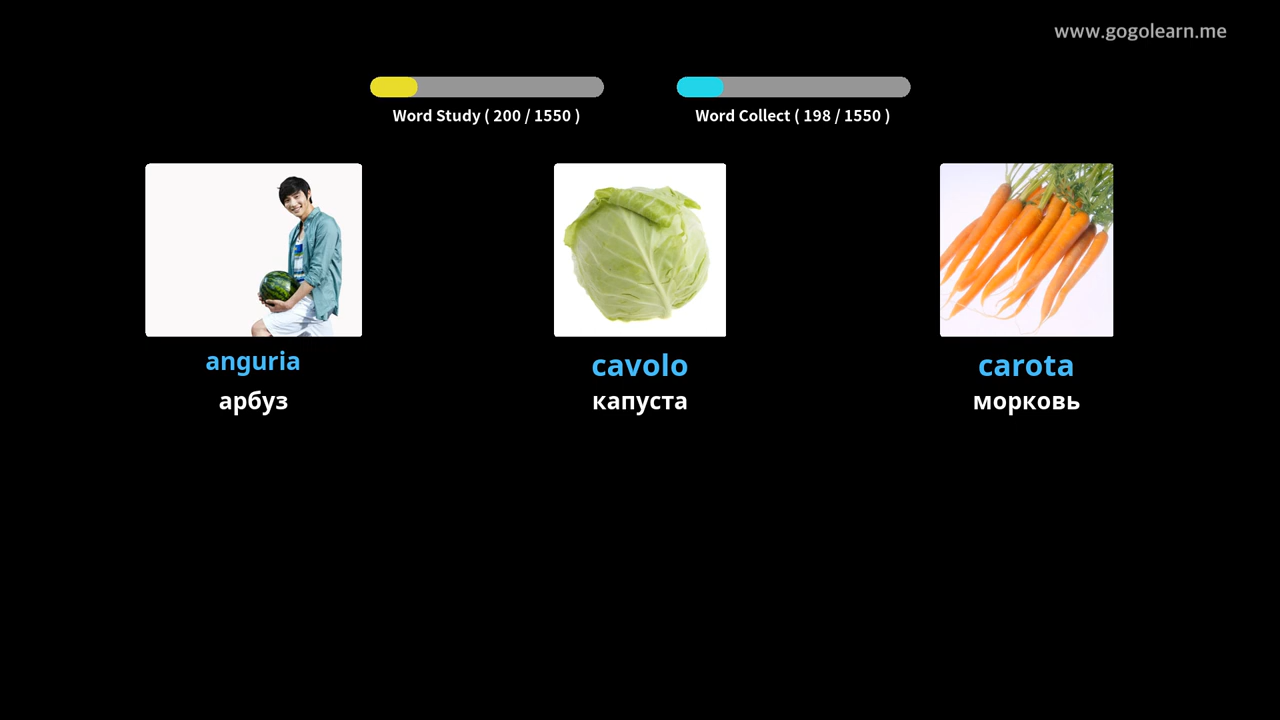 www.gogolearn.me
Word Study ( 200 / 1550 )
Word Collect ( 198 / 1550 )
anguria
арбуз
cavolo
капуста
carota
морковь